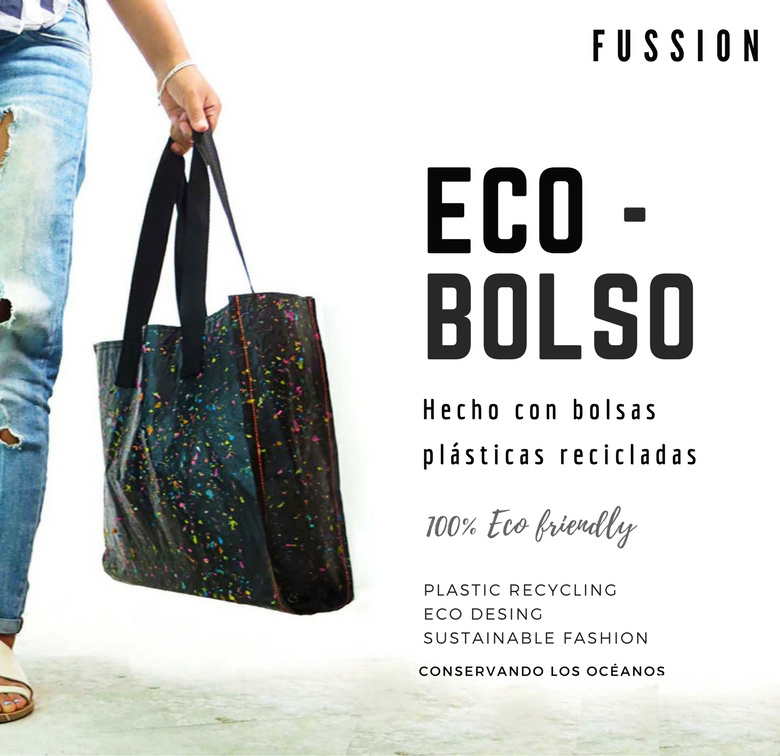 FUSSION
ECO -
BOLSO
Hecho con bolsas
plásticas recicladas
100% Eco friendly
PLASTIC RECYCLING
ECO DESING
SUSTAINABLE FASHION
CONSERVANDO LOS OCÉANOS